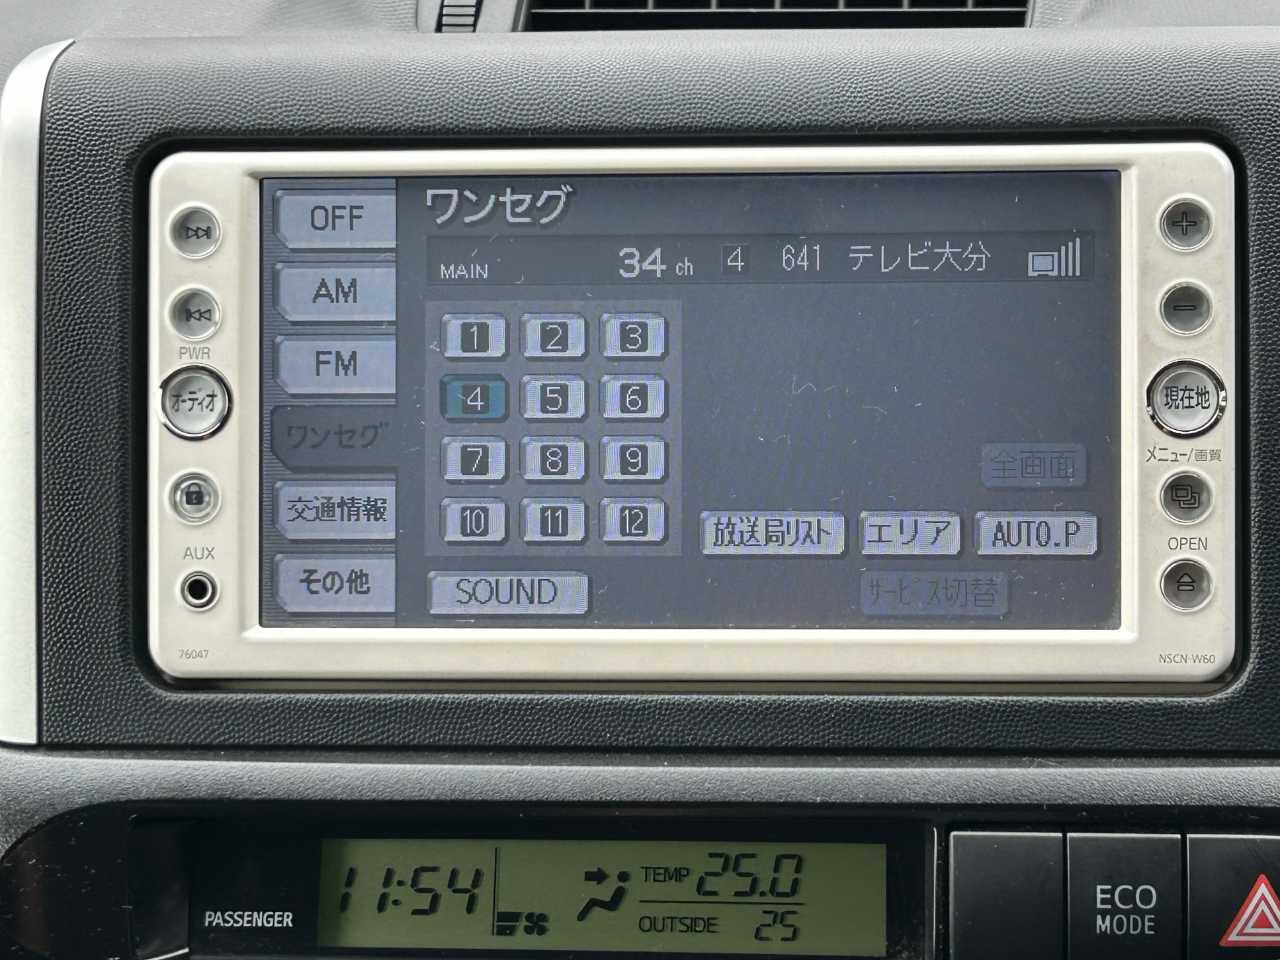 ワンセグ
OFF
MAIN 34 ch 4 641 テレビ大分
AM
1 2 3
PWR
FM
4 5 6
オーディオ
現在地
ワンセグ
7 8 9
メニュー/画質
全画面
交通情報
10 11 12
放送局リスト エリア AUTO.P
AUX
OPEN
その他
SOUND
サービス切替
76047
NSCN-W60
PASSENGER
11:54
TEMP 25.0
OUTSIDE 25
ECO
MODE